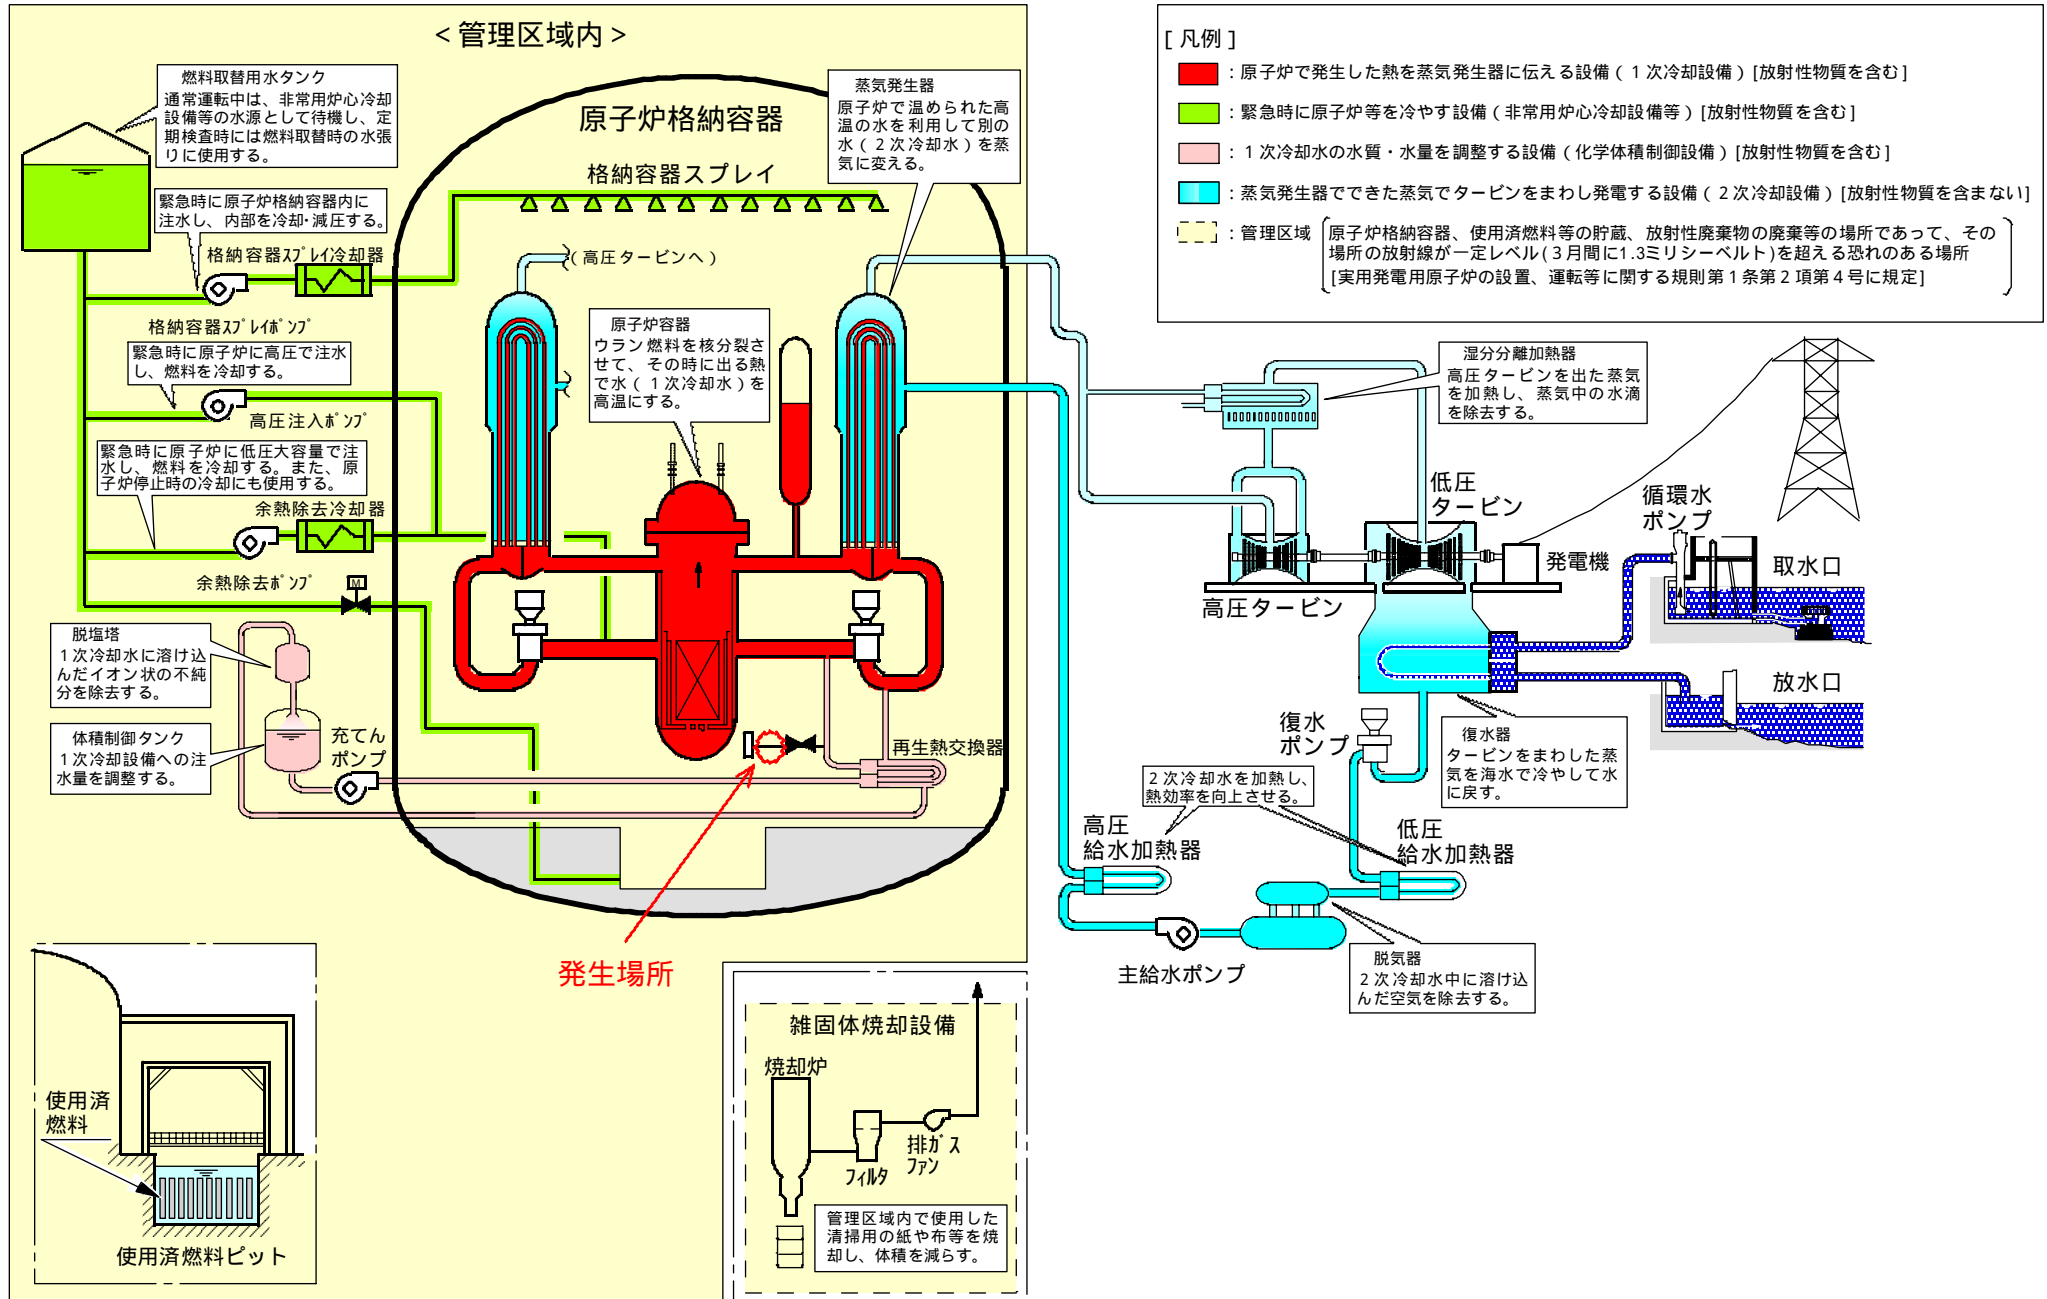 <管理区域内>
燃料取替用水タンク
通常運転中は、非常用炉心冷却
設備等の水源として待機し、定
期検査時には燃料取替時の水張
りに使用する。
緊急時に原子炉格納容器内に
注水し、内部を冷却・減圧する。
格納容器スプレイ冷却器
格納容器スプレイポンプ
緊急時に原子炉に高圧で注水
し、燃料を冷却する。
高圧注入ポンプ
緊急時に原子炉に低圧大容量で注
水し、燃料を冷却する。また、原
子炉停止時の冷却にも使用する。
余熱除去冷却器
余熱除去ポンプ
M
脱塩塔
1次冷却水に溶け込
んだイオン状の不純
分を除去する。
体積制御タンク
1次冷却設備への注
水量を調整する。
充てん
ポンプ
原子炉格納容器
格納容器スプレイ
蒸気発生器
原子炉で温められた高
温の水を利用して別の
水(2次冷却水)を蒸
気に変える。
(高圧タービンへ)
原子炉容器
ウラン燃料を核分裂さ
せて、その時に出る熱
で水(1次冷却水)を
高温にする。
再生熱交換器
発生場所
[凡例]
:原子炉で発生した熱を蒸気発生器に伝える設備(1次冷却設備)[放射性物質を含む]
:緊急時に原子炉等を冷やす設備(非常用炉心冷却設備等)[放射性物質を含む]
:1次冷却水の水質・水量を調整する設備(化学体積制御設備)[放射性物質を含む]
:蒸気発生器でできた蒸気でタービンをまわし発電する設備(2次冷却設備)[放射性物質を含まない]
:管理区域
原子炉格納容器、使用済燃料等の貯蔵、放射性廃棄物の廃棄等の場所であって、その
場所の放射線が一定レベル(3月間に1.3ミリシーベルト)を超える恐れのある場所
[実用発電用原子炉の設置、運転等に関する規則第1条第2項第4号に規定]
湿分分離加熱器
高圧タービンを出た蒸気
を加熱し、蒸気中の水滴
を除去する。
低圧
タービン
高圧タービン
発電機
循環水
ポンプ
取水口
放水口
復水
ポンプ
復水器
タービンをまわした蒸
気を海水で冷やして水
に戻す。
2次冷却水を加熱し、
熱効率を向上させる。
高圧
給水加熱器
低圧
給水加熱器
主給水ポンプ
脱気器
2次冷却水中に溶け込
んだ空気を除去する。
使用済
燃料
使用済燃料ピット
雑固体焼却設備
焼却炉
フィルタ
排ガス
ファン
管理区域内で使用した
清掃用の紙や布等を焼
却し、体積を減らす。